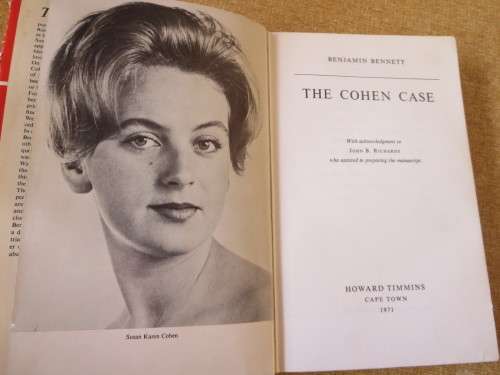 Susan Karen Cohen
BENJAMIN BENNETT
THE COHEN CASE
With acknowledgment to
JOHN B. RICHARDS
who assisted in preparing the manuscript.
HOWARD TIMMINS
CAPE TOWN
1971